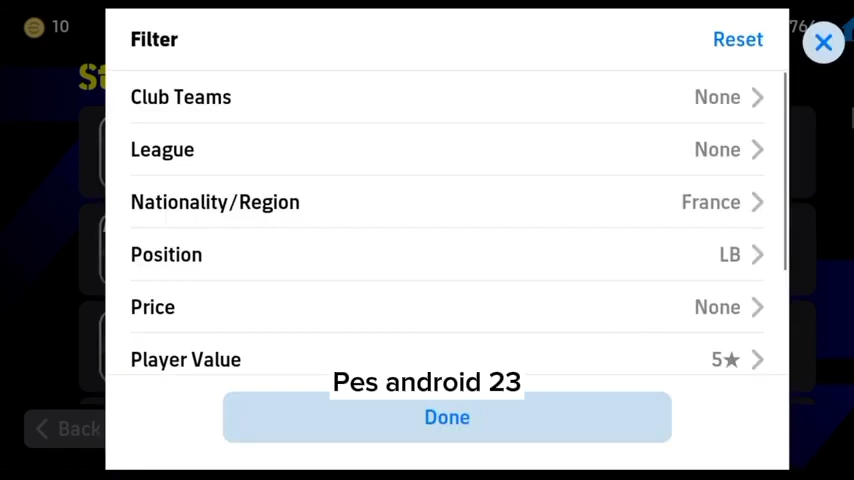 10
Filter
Reset
Club Teams None
League None
Nationality/Region France
Position LB
Price None
Player Value 5★
Pes android 23
Done
Back